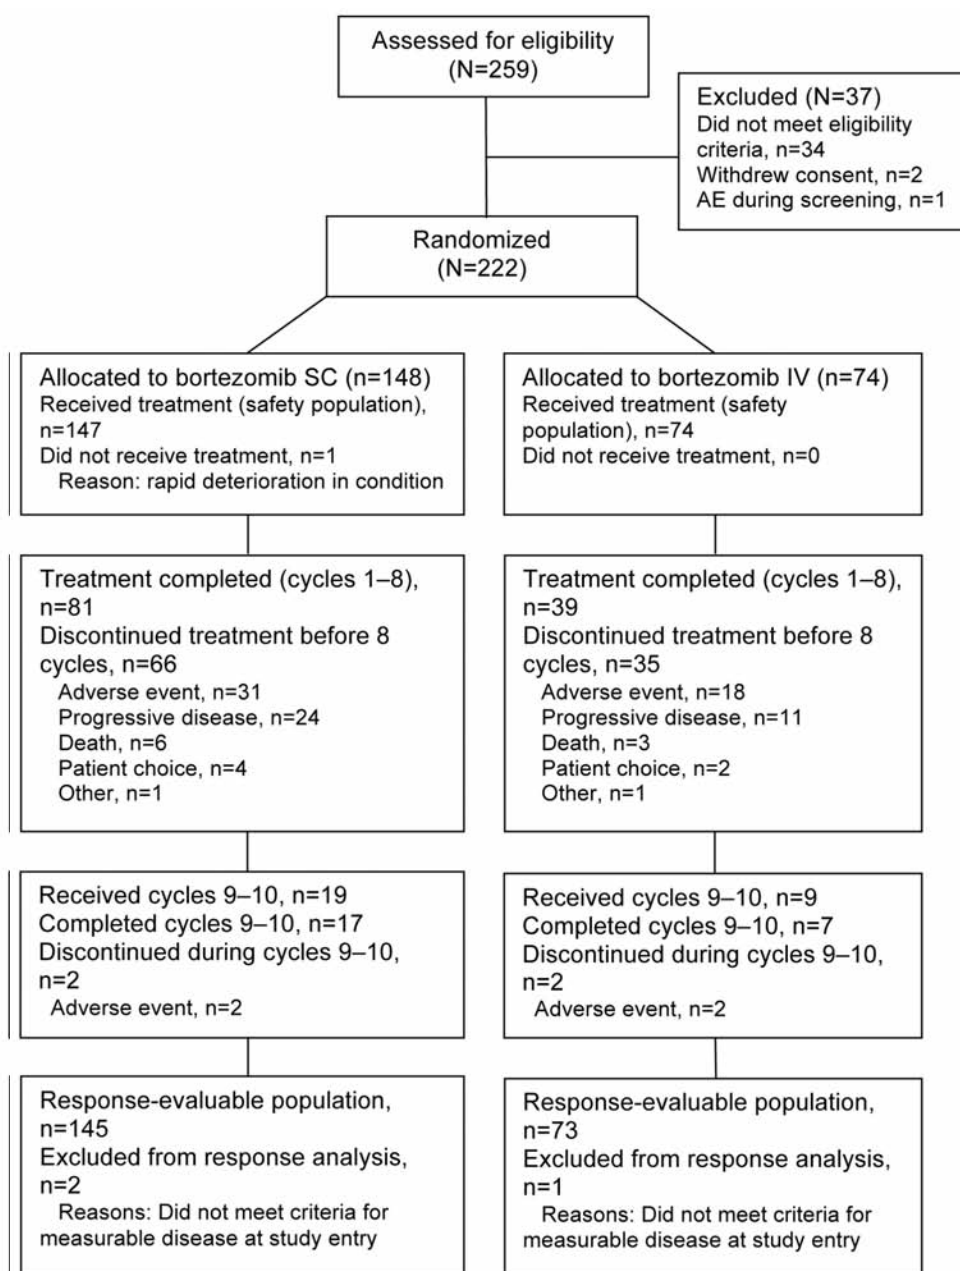 Assessed for eligibility
(N=259)
Excluded (N=37)
Did not meet eligibility
criteria, n=34
Withdrew consent, n=2
AE during screening, n=1
Randomized
(N=222)
Allocated to bortezomib SC (n=148)
Received treatment (safety population),
n=147
Did not receive treatment, n=1
Reason: rapid deterioration in condition
Allocated to bortezomib IV (n=74)
Received treatment (safety
population), n=74
Did not receive treatment, n=0
Treatment completed (cycles 1–8),
n=81
Discontinued treatment before 8
cycles, n=66
Adverse event, n=31
Progressive disease, n=24
Death, n=6
Patient choice, n=4
Other, n=1
Treatment completed (cycles 1–8),
n=39
Discontinued treatment before 8
cycles, n=35
Adverse event, n=18
Progressive disease, n=11
Death, n=3
Patient choice, n=2
Other, n=1
Received cycles 9–10, n=19
Completed cycles 9–10, n=17
Discontinued during cycles 9–10,
n=2
Adverse event, n=2
Received cycles 9–10, n=9
Completed cycles 9–10, n=7
Discontinued during cycles 9–10,
n=2
Adverse event, n=2
Response-evaluable population,
n=145
Excluded from response analysis,
n=2
Reasons: Did not meet criteria for
measurable disease at study entry
Response-evaluable population,
n=73
Excluded from response analysis,
n=1
Reasons: Did not meet criteria for
measurable disease at study entry